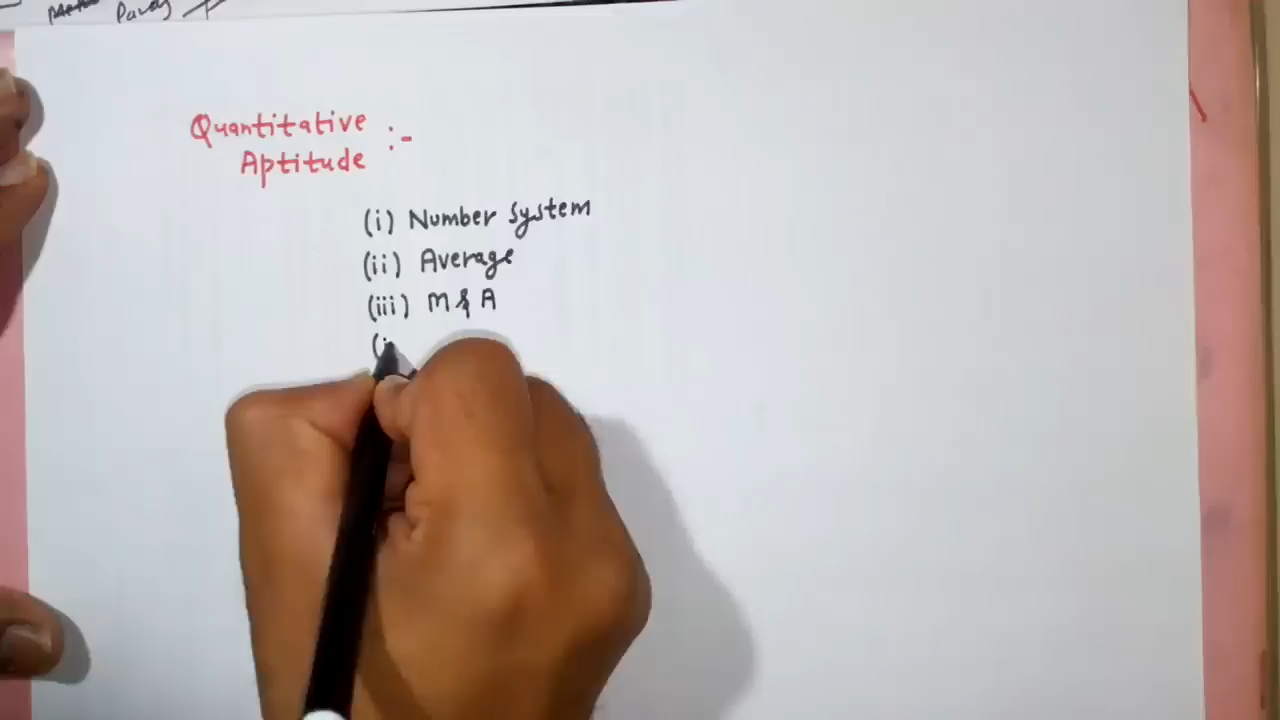 Quantitative
Aptitude :-
(i) Number System
(ii) Average
(iii) M & A
(i